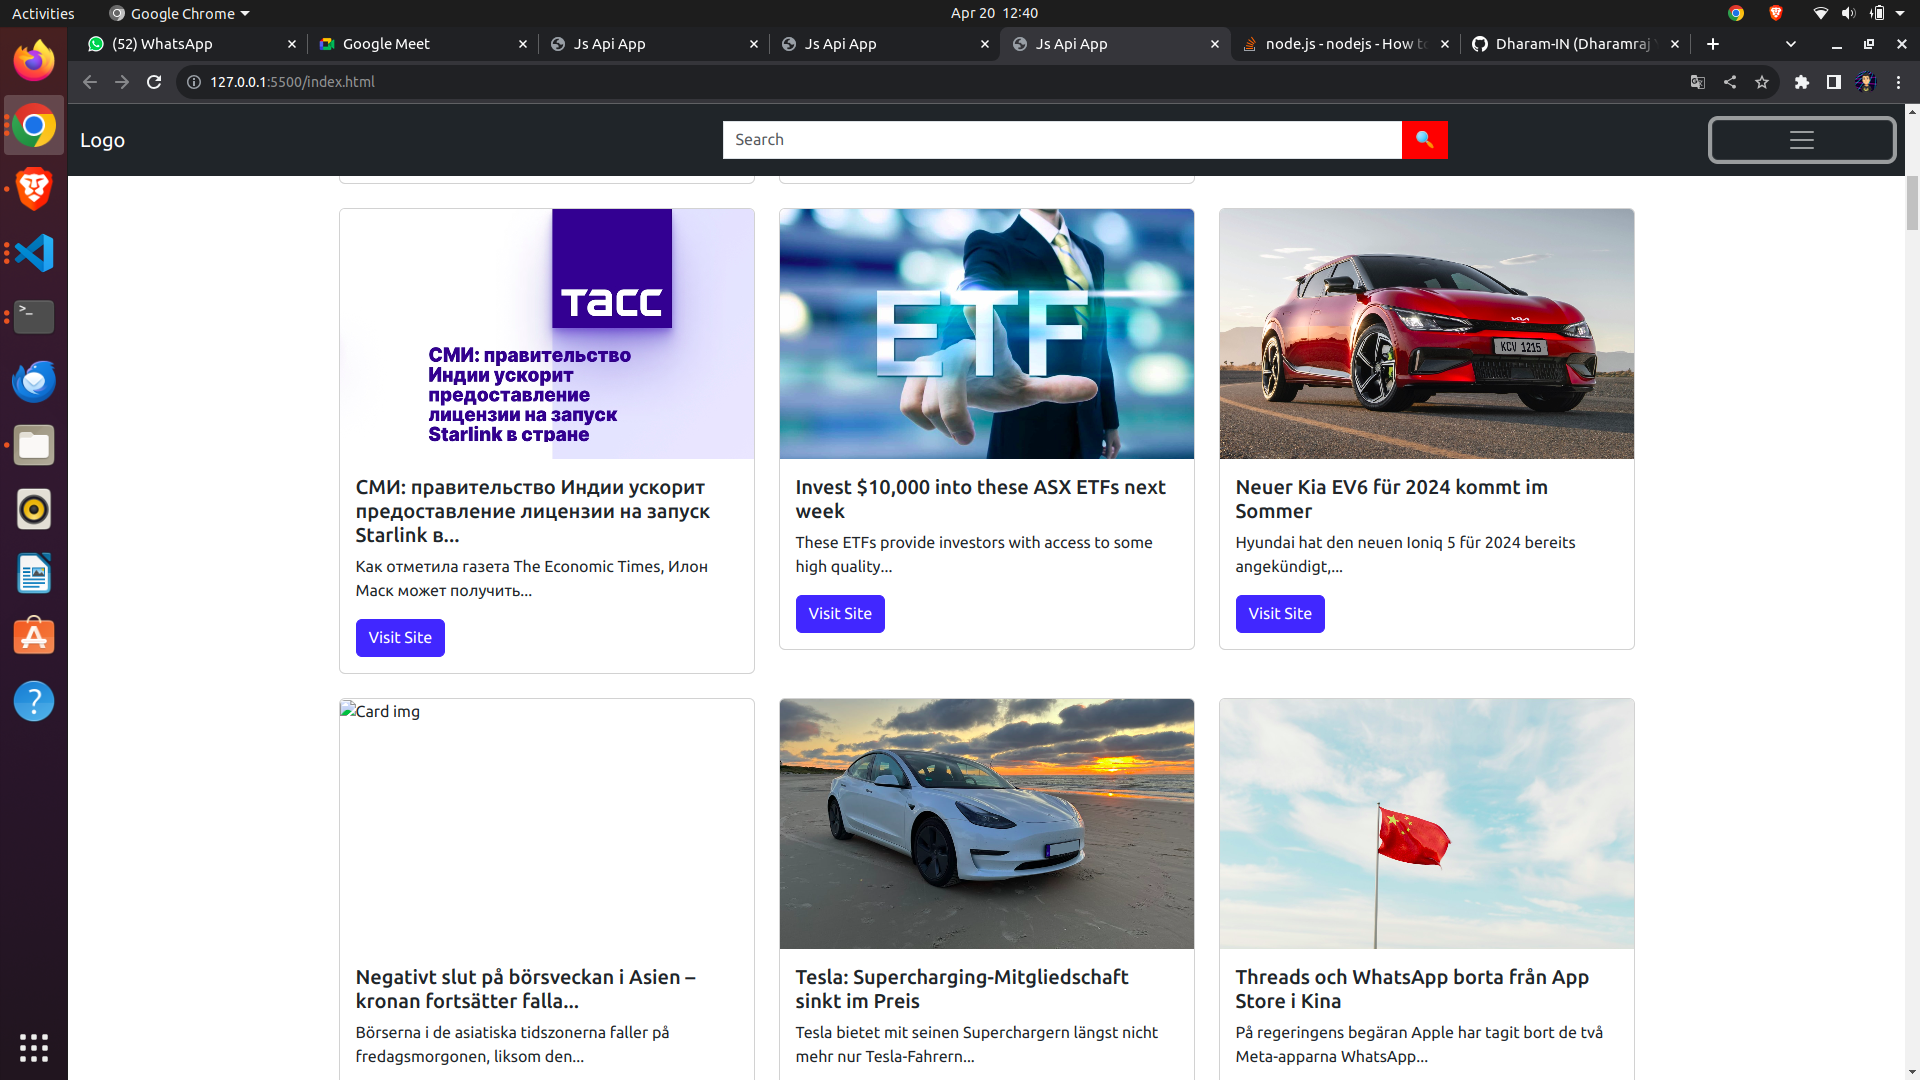 Activities
Google Chrome
Apr 20 12:40
(52) WhatsApp
Google Meet
Js Api App
Js Api App
Js Api App
node.js - nodejs - How to
Dharam-IN (Dharamraj
127.0.0.1:5500/index.html
Logo
Search
ТАСС
СМИ: правительство
Индии ускорит
предоставление
лицензии на запуск
Starlink в стране
СМИ: правительство Индии ускорит
предоставление лицензии на запуск
Starlink в...
Как отметила газета The Economic Times, Илон
Маск может получить...
Visit Site
ETF
Invest $10,000 into these ASX ETFs next
week
These ETFs provide investors with access to some
high quality...
Visit Site
KCV 1215
Neuer Kia EV6 für 2024 kommt im
Sommer
Hyundai hat den neuen Ioniq 5 für 2024 bereits
angekündigt,...
Visit Site
Card img
Negativt slut på börsveckan i Asien –
kronan fortsätter falla...
Börserna i de asiatiska tidszonerna faller på
fredagsmorgonen, liksom den...
Tesla: Supercharging-Mitgliedschaft
sinkt im Preis
Tesla bietet mit seinen Superchargern längst nicht
mehr nur Tesla-Fahrern...
Threads och WhatsApp borta från App
Store i Kina
På regeringens begäran Apple har tagit bort de två
Meta-apparna WhatsApp...